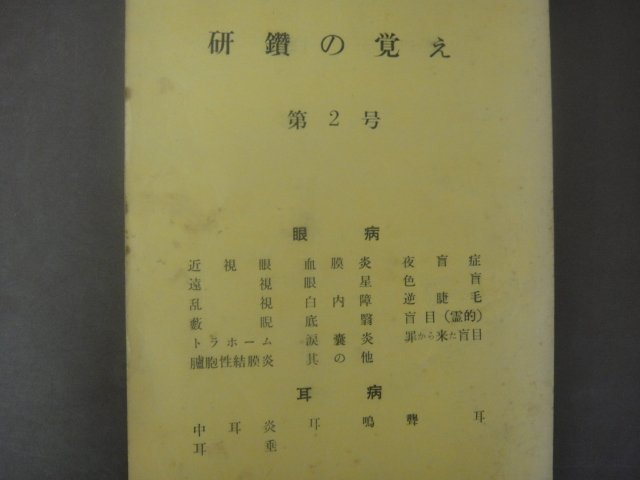 研鑽の覚え
第2号
眼病
近視眼 血膜炎 夜盲症
遠視 眼星 色盲
乱視 白内障 逆睫毛
藪睨 底翳 盲目(霊的)
トラホーム 涙嚢炎 罪から来た盲目
臚胞性結膜炎 其の他
耳病
中耳炎 耳鳴 聾耳
耳垂